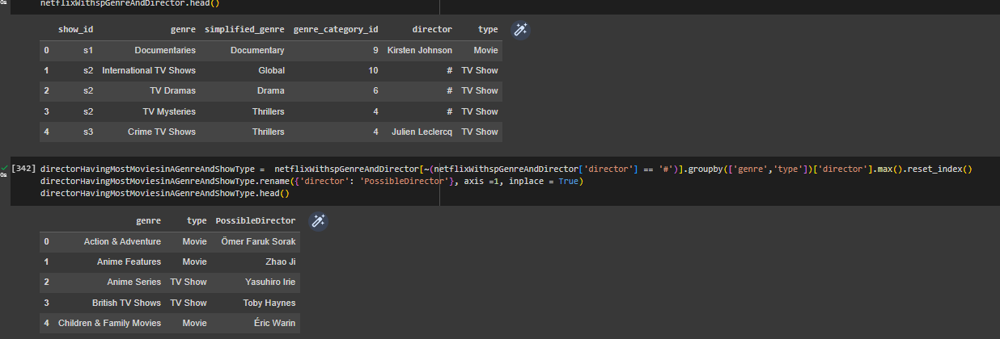 0s
netflixWithspGenreAndDirector.head()
show_id genre simplified_genre genre_category_id director type
0 s1 Documentaries Documentary 9 Kirsten Johnson Movie
1 s2 International TV Shows Global 10 # TV Show
2 s2 TV Dramas Drama 6 # TV Show
3 s2 TV Mysteries Thrillers 4 # TV Show
4 s3 Crime TV Shows Thrillers 4 Julien Leclercq TV Show
[342] directorHavingMostMoviesinAGenreAndShowType =  netflixWithspGenreAndDirector[~(netflixWithspGenreAndDirector['director'] == '#')].groupby(['genre','type'])['director'].max().reset_index()
0s directorHavingMostMoviesinAGenreAndShowType.rename({'director': 'PossibleDirector'}, axis =1, inplace = True)
directorHavingMostMoviesinAGenreAndShowType.head()
genre type PossibleDirector
0 Action & Adventure Movie Ömer Faruk Sorak
1 Anime Features Movie Zhao Ji
2 Anime Series TV Show Yasuhiro Irie
3 British TV Shows TV Show Toby Haynes
4 Children & Family Movies Movie Éric Warin